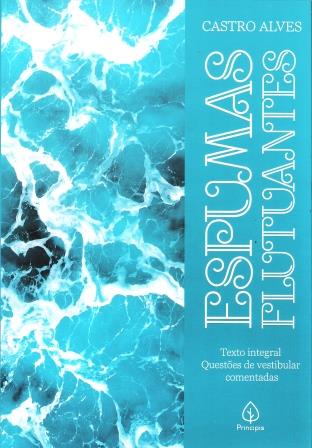 CASTRO ALVES
ESPUMAS
FLUTUANTES
Texto integral
Questões de vestibular
comentadas
Principis